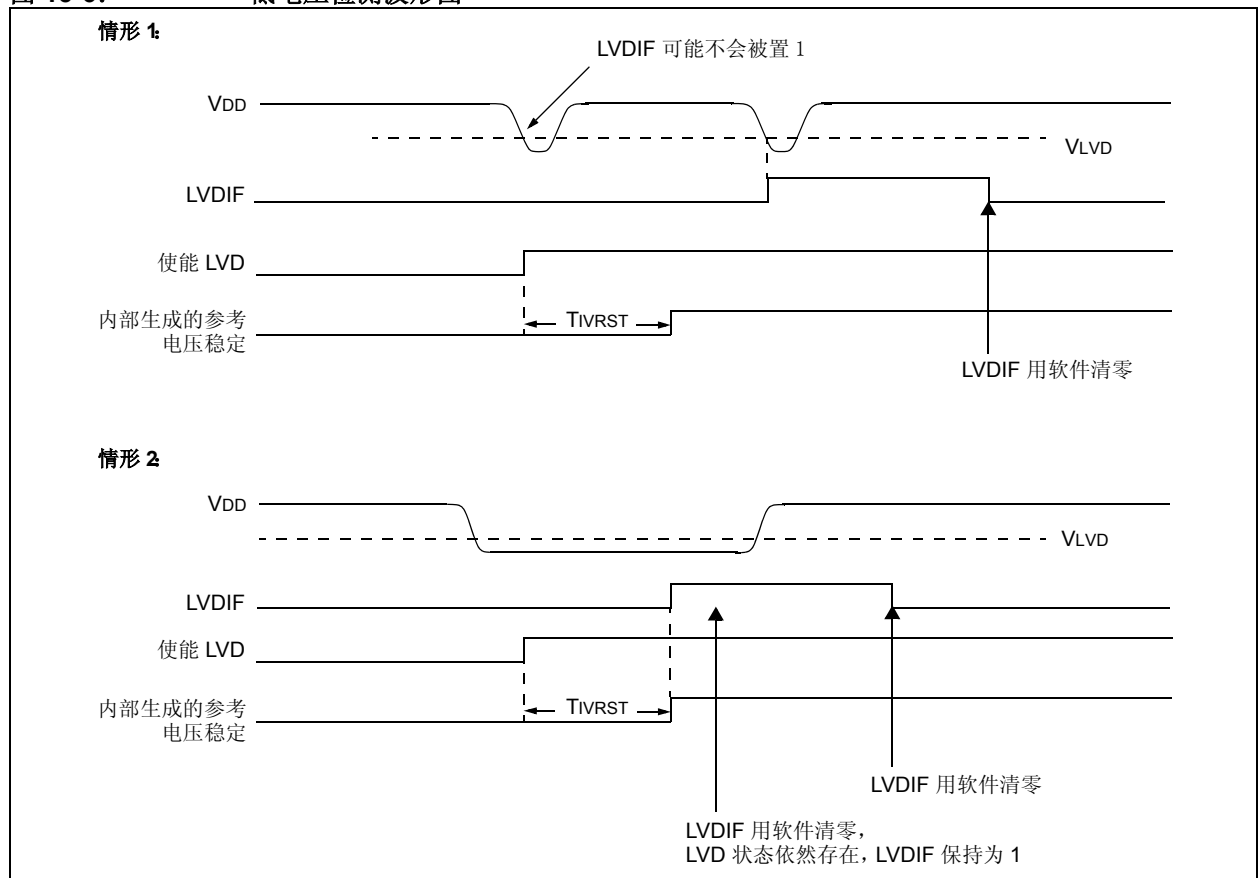 情形 1:
LVDIF 可能不会被置 1
VDD
VLVD
LVDIF
使能 LVD
内部生成的参考
电压稳定
TIVRST
LVDIF 用软件清零
情形 2:
VDD
VLVD
LVDIF
使能 LVD
内部生成的参考
电压稳定
TIVRST
LVDIF 用软件清零
LVDIF 用软件清零，
LVD 状态依然存在，LVDIF 保持为 1